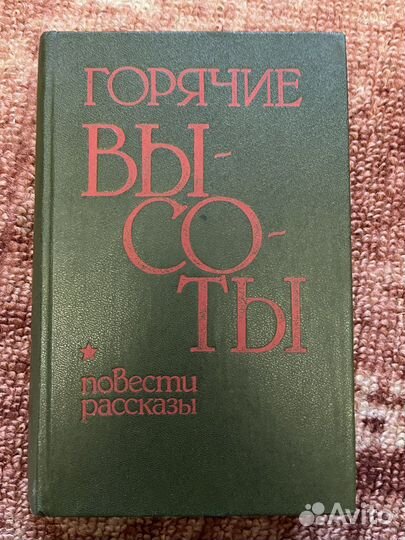 ГОРЯЧИЕ
ВЫ-
СО-
ТЫ
повести
рассказы
Avito